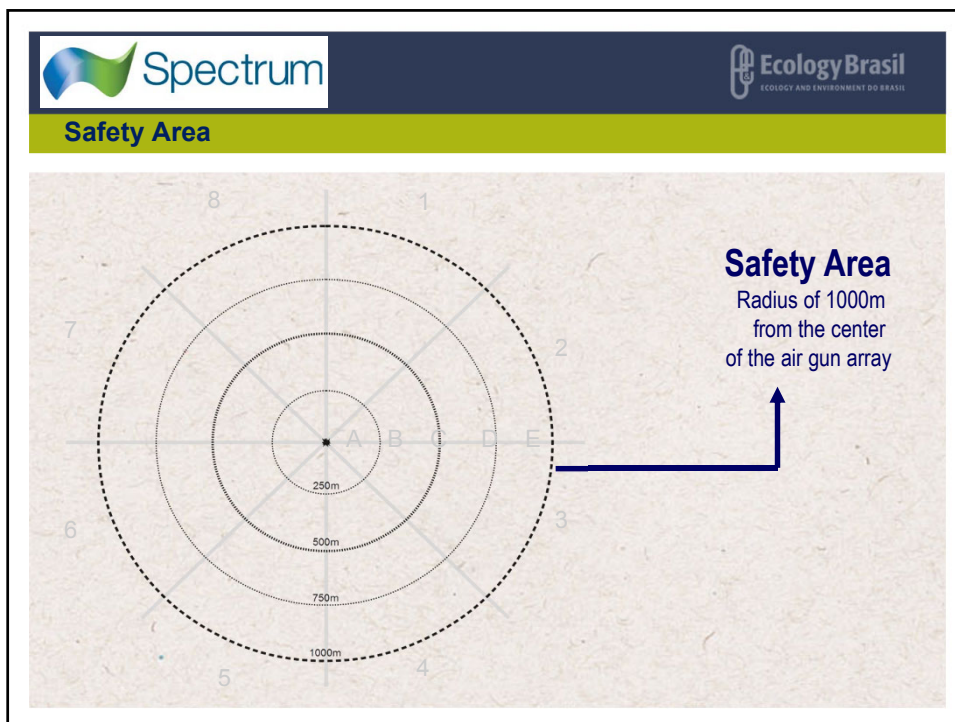 Spectrum
Ecology Brasil
ECOLOGY AND ENVIRONMENT DO BRASIL
Safety Area
8
1
7
2
A B C D E
250m
500m
750m
1000m
6
3
5
4
Safety Area
Radius of 1000m
from the center
of the air gun array